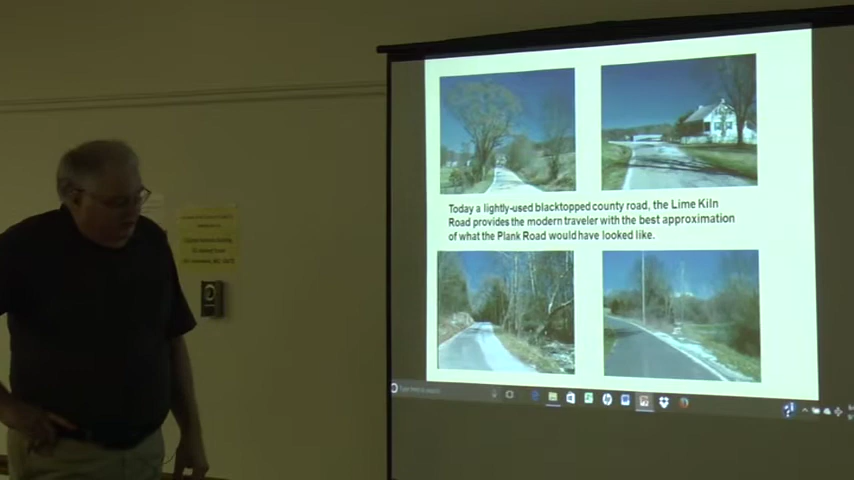 Today a lightly-used blacktopped county road, the Lime Kiln
Road provides the modern traveler with the best approximation
of what the Plank Road would have looked like.